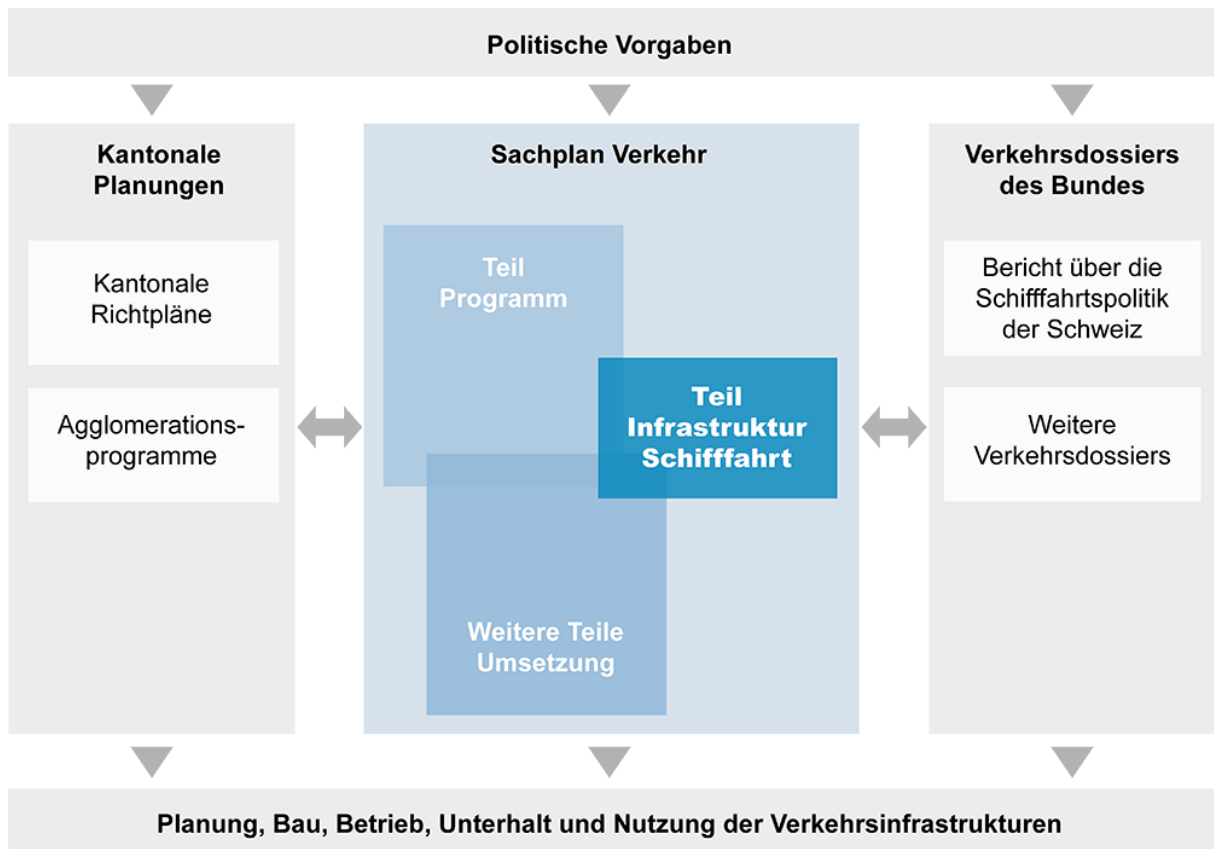 Politische Vorgaben
Kantonale
Planungen
Kantonale
Richtpläne
Agglomerations-
programme
Sachplan Verkehr
Teil
Programm
Teil
Infrastruktur
Schifffahrt
Weitere Teile
Umsetzung
Verkehrsdossiers
des Bundes
Bericht über die
Schifffahrtspolitik
der Schweiz
Weitere
Verkehrsdossiers
Planung, Bau, Betrieb, Unterhalt und Nutzung der Verkehrsinfrastrukturen